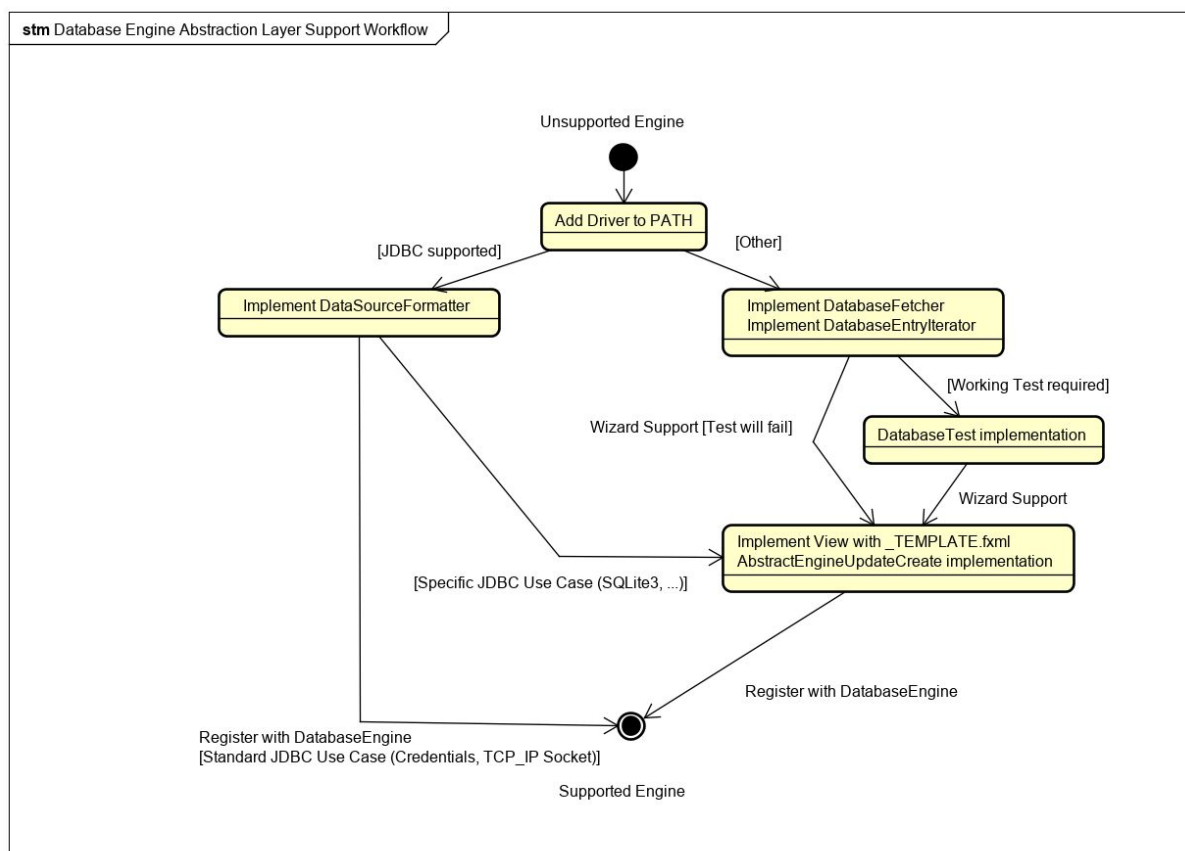 stm Database Engine Abstraction Layer Support Workflow
Unsupported Engine
Add Driver to PATH
[JDBC supported]
[Other]
Implement DataSourceFormatter
Implement DatabaseFetcher
Implement DatabaseEntryIterator
[Working Test required]
Wizard Support [Test will fail]
DatabaseTest implementation
Wizard Support
Implement View with _TEMPLATE.fxml
AbstractEngineUpdateCreate implementation
[Specific JDBC Use Case (SQLite3, ...)]
Register with DatabaseEngine
Register with DatabaseEngine
[Standard JDBC Use Case (Credentials, TCP_IP Socket)]
Supported Engine